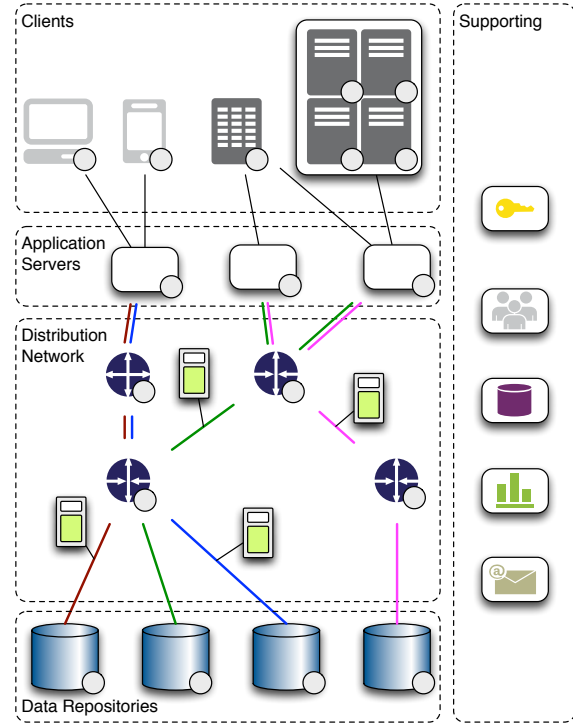 Clients
Supporting
Application
Servers
Distribution
Network
@
Data Repositories